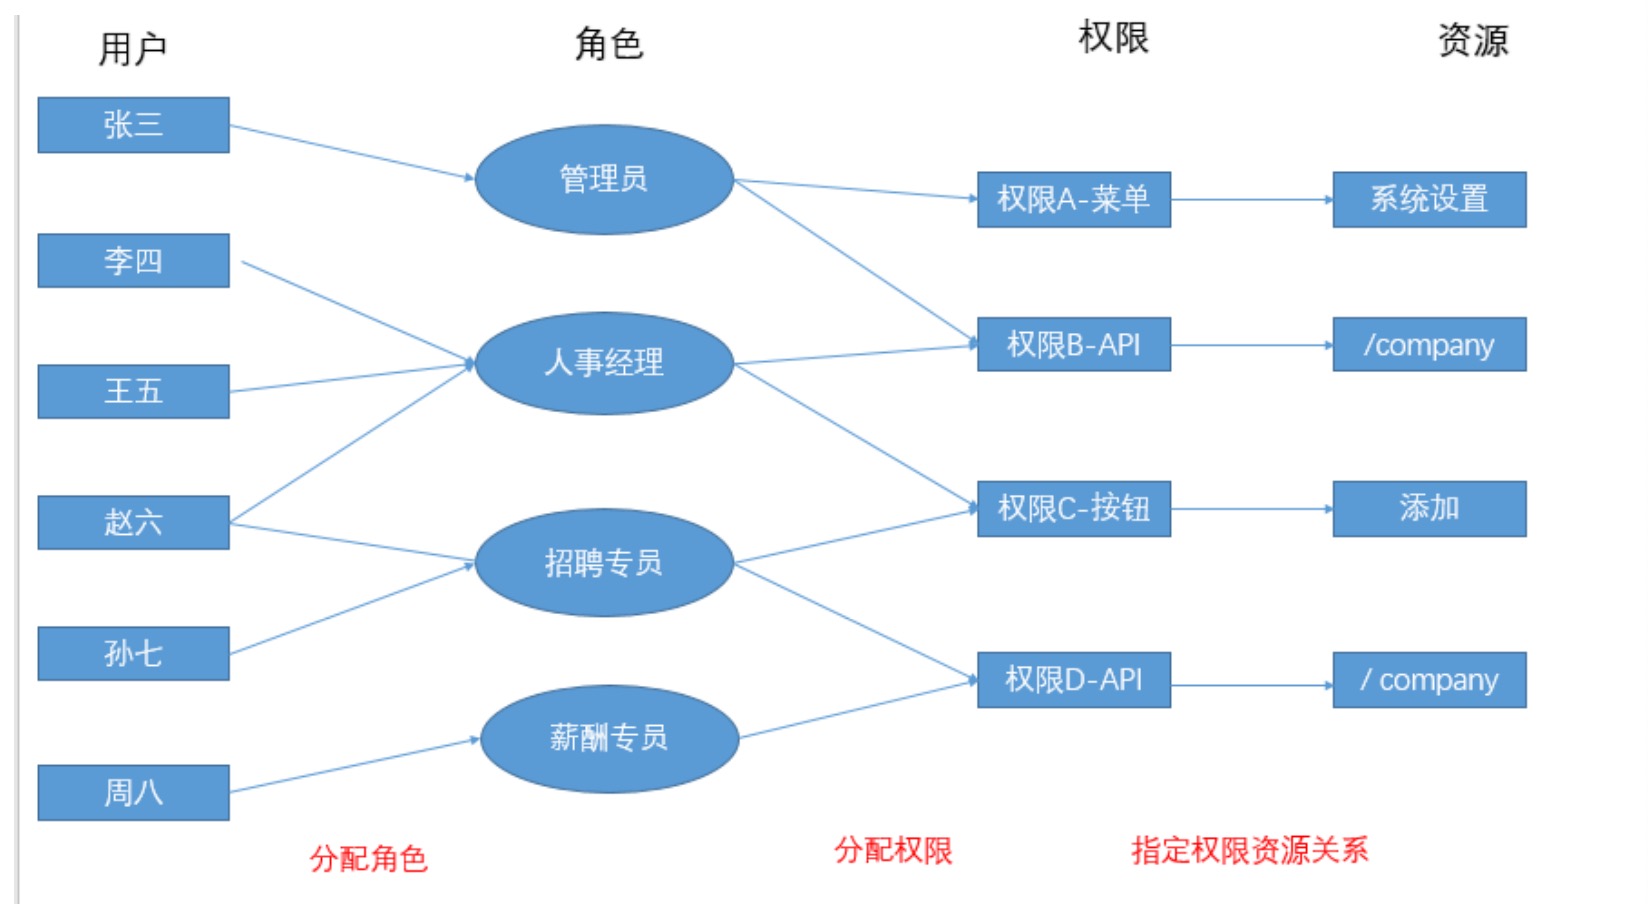 用户
角色
权限
资源
张三
管理员
权限A-菜单
系统设置
李四
人事经理
权限B-API
/company
王五
赵六
招聘专员
权限C-按钮
添加
孙七
薪酬专员
权限D-API
/ company
周八
分配角色
分配权限
指定权限资源关系